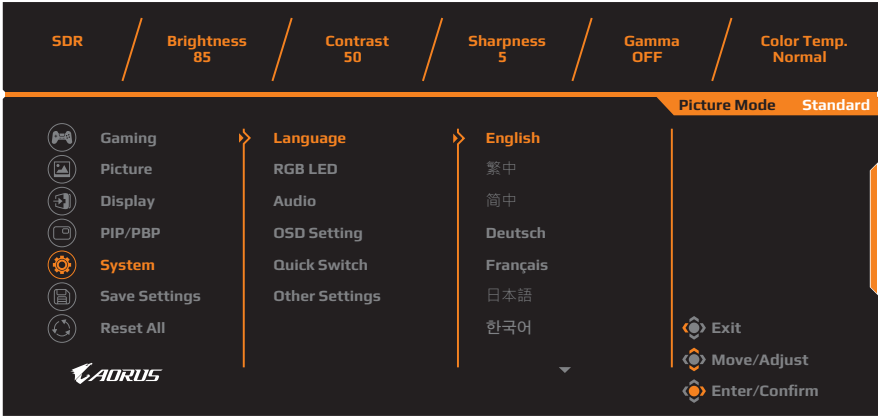 SDR Brightness Contrast Sharpness Gamma Color Temp.
85 50 5 OFF Normal
Picture Mode Standard
Gaming
Picture
Display
PIP/PBP
System
Save Settings
Reset All
Language
RGB LED
Audio
OSD Setting
Quick Switch
Other Settings
English
繁中
简中
Deutsch
Français
日本語
한국어
Exit
Move/Adjust
Enter/Confirm
AORUS